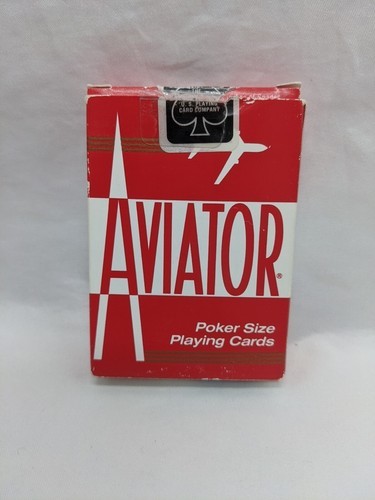 U. S. PLAYING
CARD COMPANY
AVIATOR®
Poker Size
Playing Cards